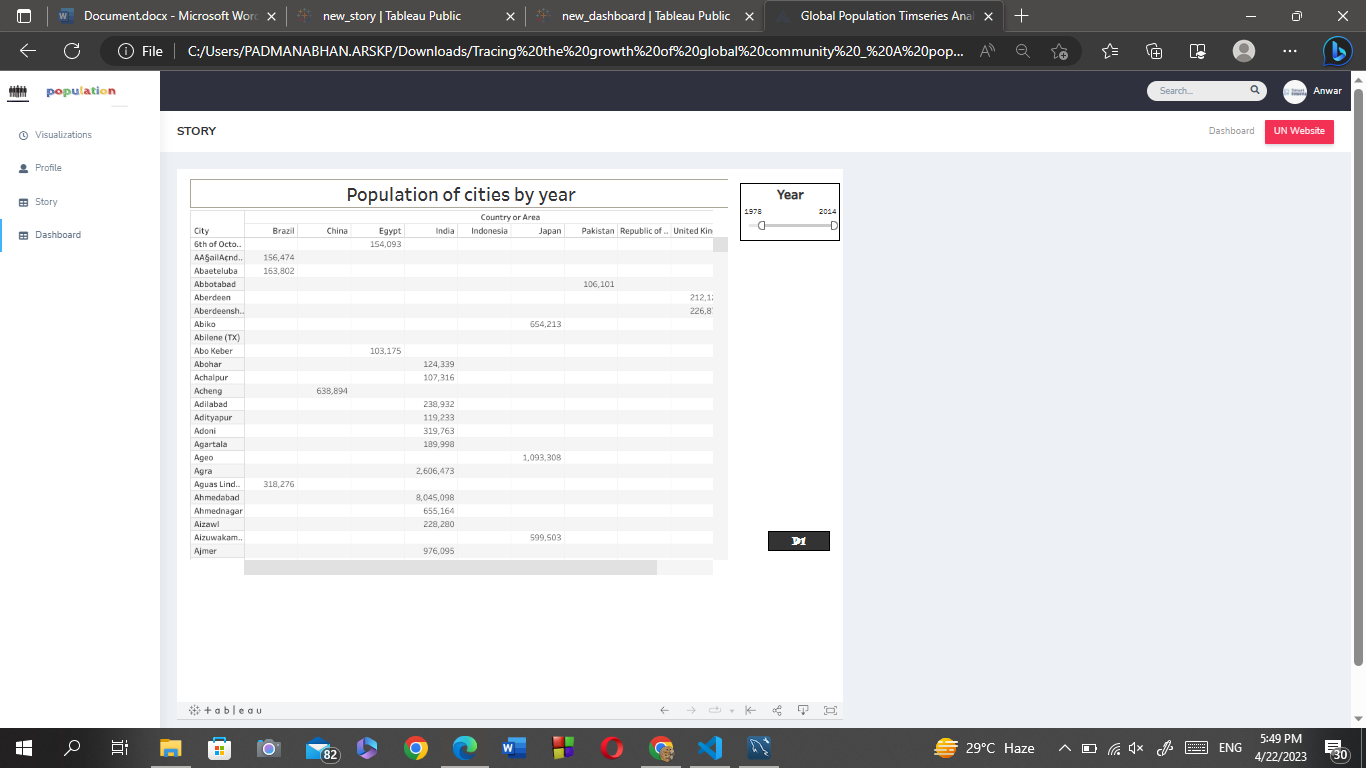 Document.docx - Microsoft Word
new_story | Tableau Public
new_dashboard | Tableau Public
Global Population Timseries Anal
File
C:/Users/PADMANABHAN.ARSKP/Downloads/Tracing%20the%20growth%20of%20global%20community%20_%20A%20pop...
population
Search...
Anwar
Visualizations
Profile
Story
Dashboard
STORY
Dashboard
UN Website
Population of cities by year
Year
1978 2014
Country or Area
City Brazil China Egypt India Indonesia Japan Pakistan Republic of .. United Kin
6th of Octo.. 154,093
AA§ailA¢nd.. 156,474
Abaeteluba 163,802
Abbotabad 106,101
Aberdeen 212,12
Aberdeensh.. 226,8
Abiko 654,213
Abilene (TX)
Abo Keber 103,175
Abohar 124,339
Achalpur 107,316
Acheng 638,894
Adilabad 238,932
Adityapur 119,233
Adoni 319,763
Agartala 189,998
Ageo 1,093,308
Agra 2,606,473
Aguas Lind.. 318,276
Ahmedabad 8,045,098
Ahmednagar 655,164
Aizawl 228,280
Aizuwakam.. 599,503
Ajmer 976,095
+ a b l e a u
82
29°C Haze
ENG
5:49 PM
4/22/2023
30